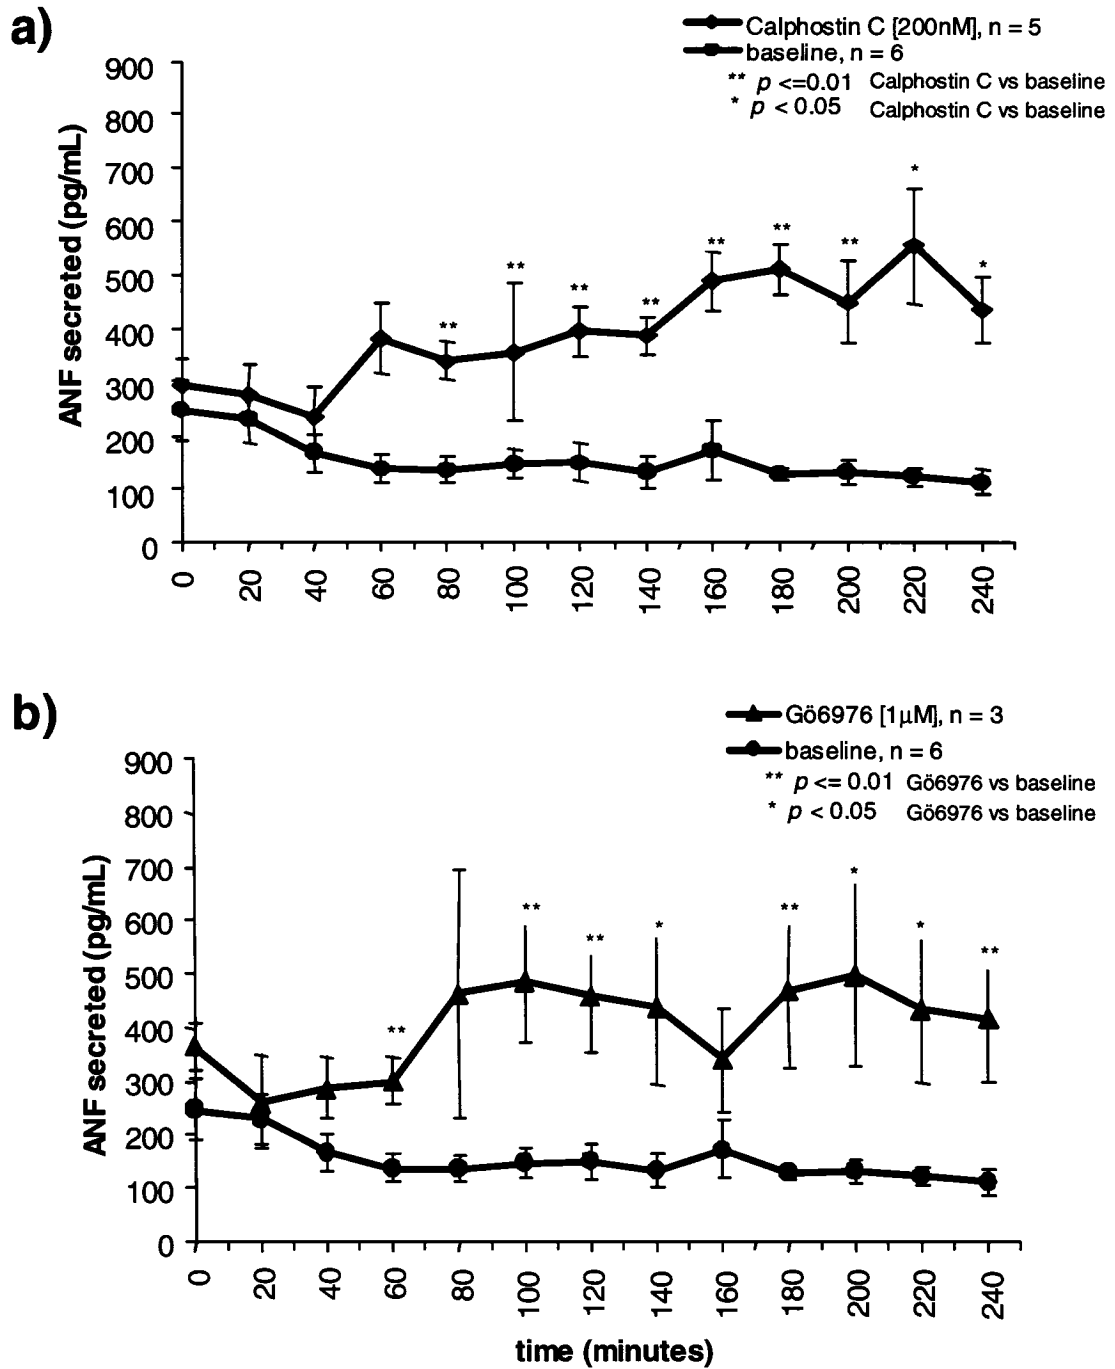 a)
Calphostin C [200nM], n = 5
baseline, n = 6
** p <=0.01 Calphostin C vs baseline
* p < 0.05 Calphostin C vs baseline
900
800
700
600
500
400
300
200
100
0
ANF secreted (pg/mL)
*
**
**
**
**
**
**
**
*
0 20 40 60 80 100 120 140 160 180 200 220 240
b)
Gö6976 [1µM], n = 3
baseline, n = 6
** p <= 0.01 Gö6976 vs baseline
* p < 0.05 Gö6976 vs baseline
900
800
700
600
500
400
300
200
100
0
ANF secreted (pg/mL)
**
**
**
*
**
*
*
**
0 20 40 60 80 100 120 140 160 180 200 220 240
time (minutes)